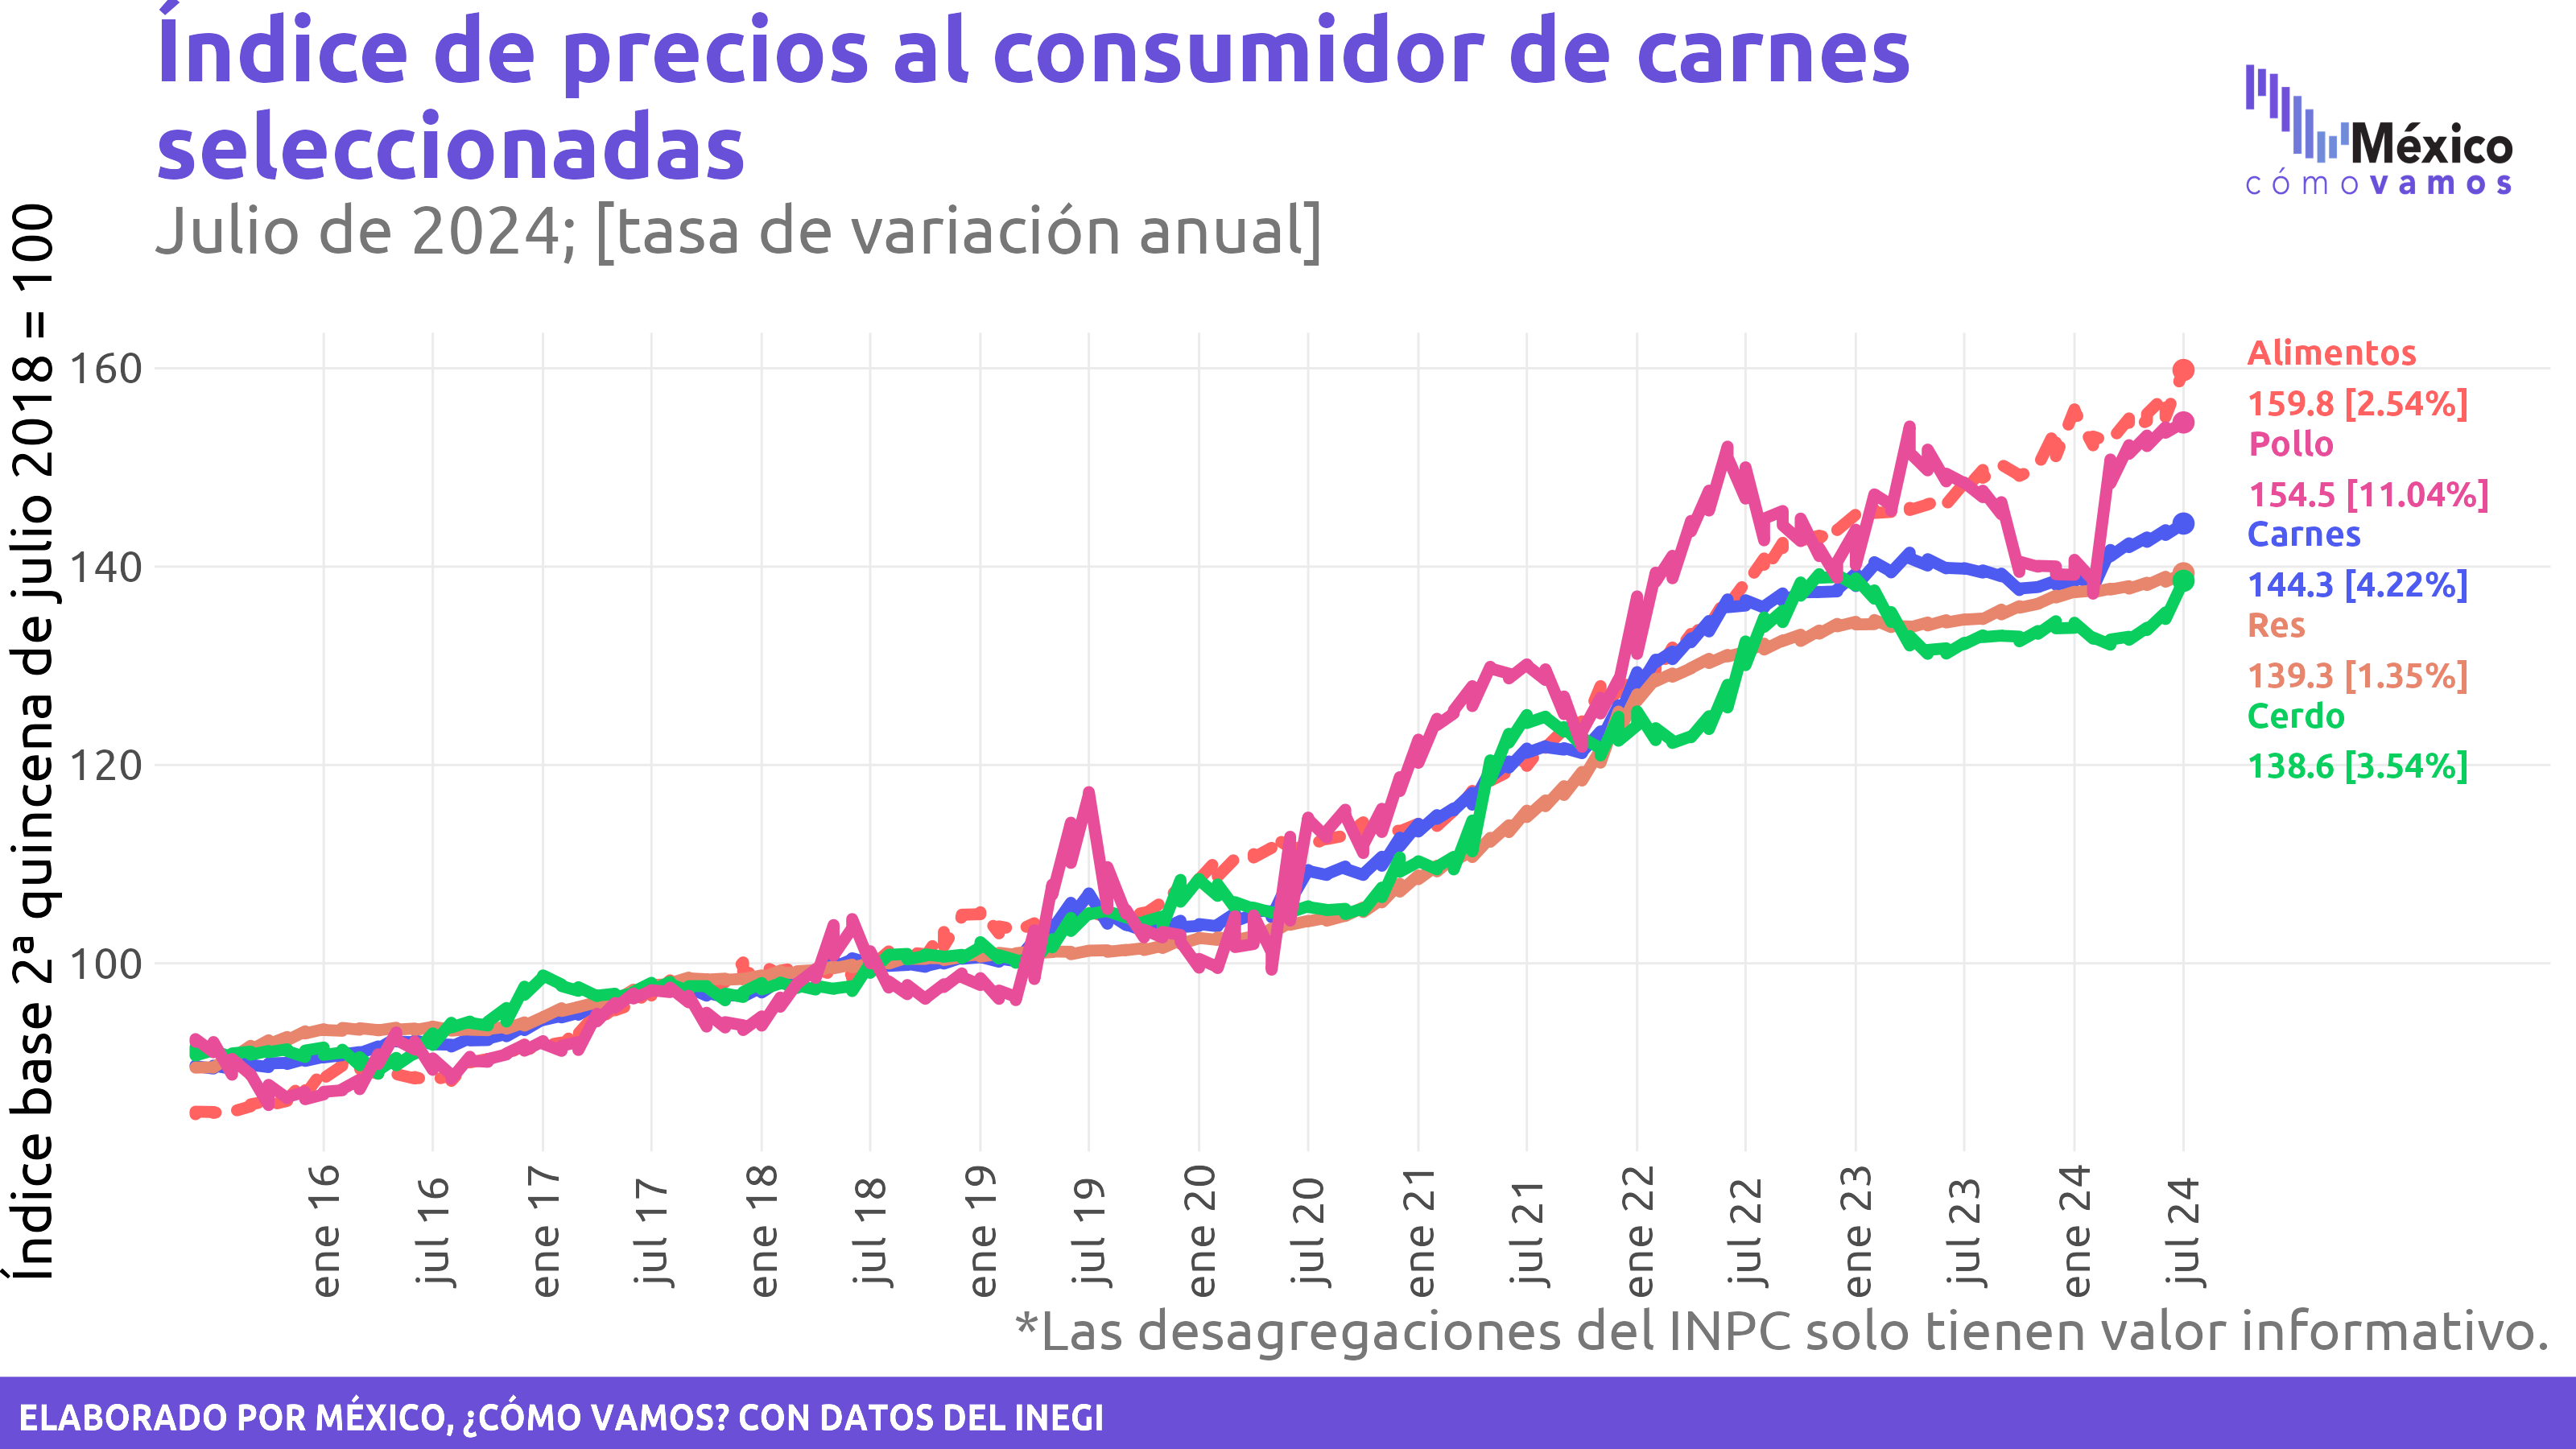 Índice de precios al consumidor de carnes
seleccionadas
Julio de 2024; [tasa de variación anual]
México
cómo vamos
Índice base 2ª quincena de julio 2018 = 100
160
140
120
100
Alimentos
159.8 [2.54%]
Pollo
154.5 [11.04%]
Carnes
144.3 [4.22%]
Res
139.3 [1.35%]
Cerdo
138.6 [3.54%]
ene 16
jul 16
ene 17
jul 17
ene 18
jul 18
ene 19
jul 19
ene 20
jul 20
ene 21
jul 21
ene 22
jul 22
ene 23
jul 23
ene 24
jul 24
*Las desagregaciones del INPC solo tienen valor informativo.
ELABORADO POR MÉXICO, ¿CÓMO VAMOS? CON DATOS DEL INEGI